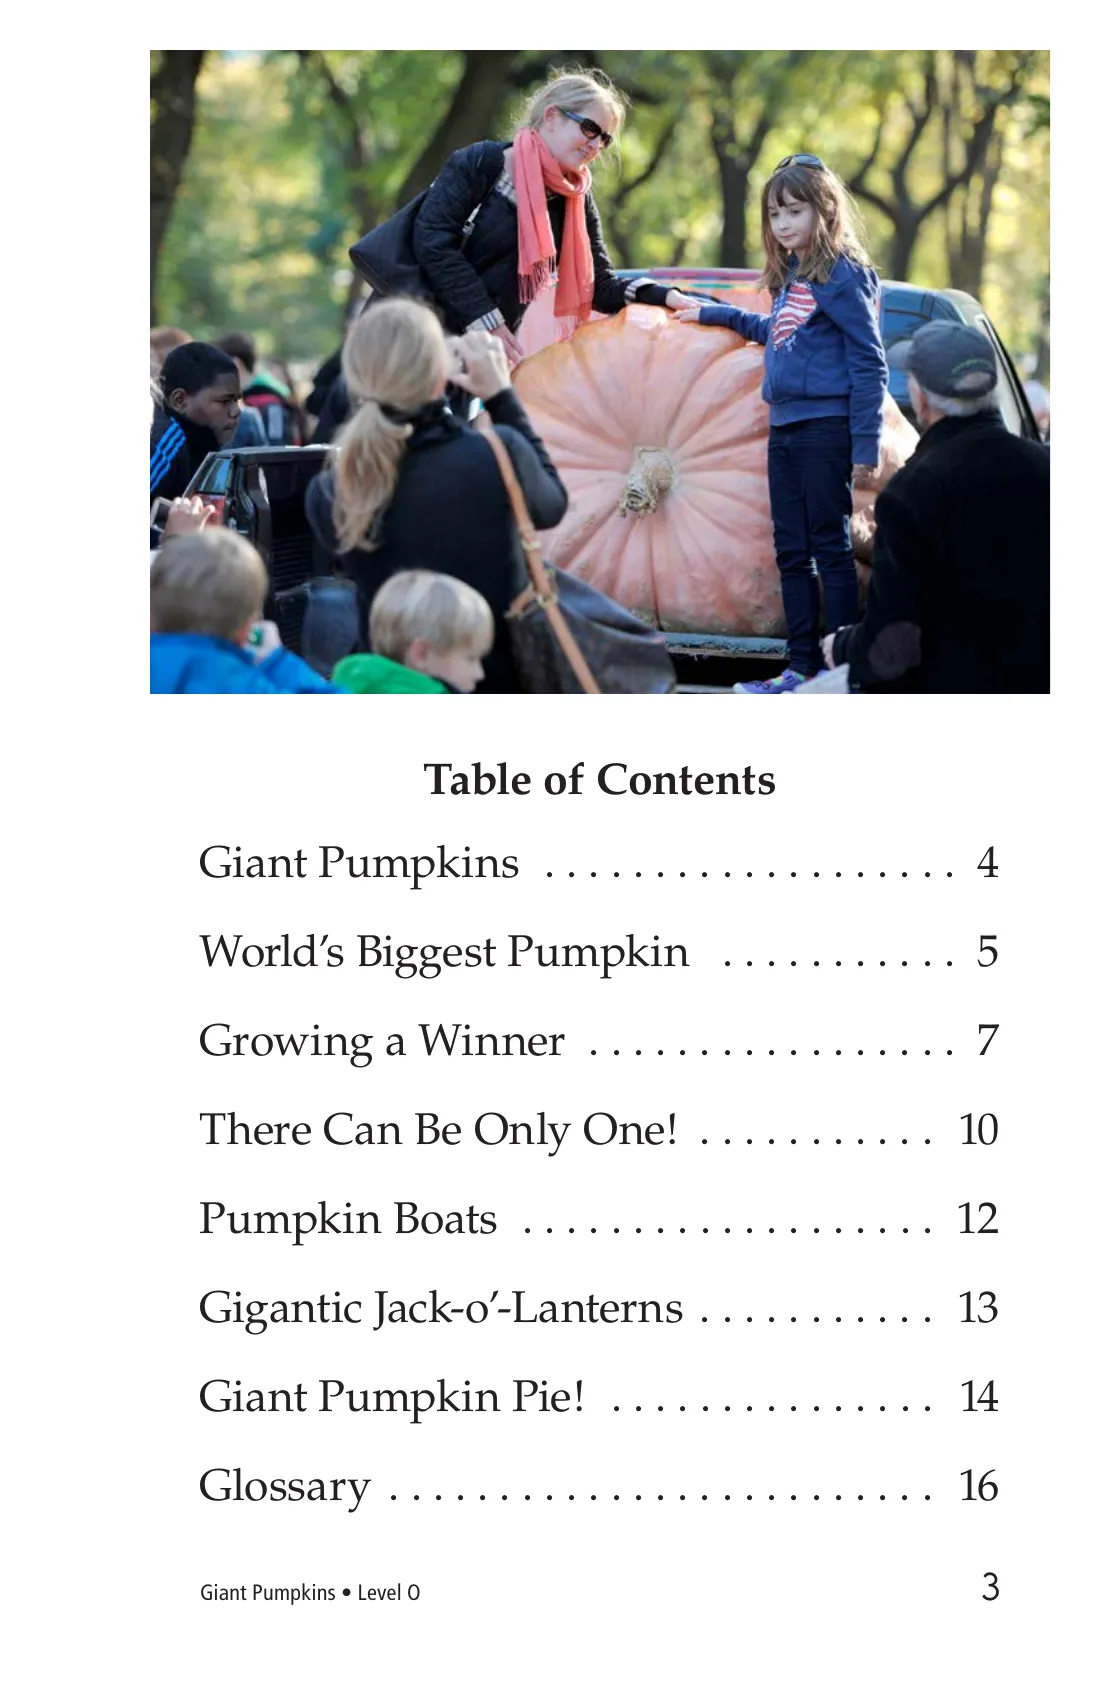 Table of Contents
Giant Pumpkins . . . . . . . . . . . . . . . . . . . 4
World’s Biggest Pumpkin . . . . . . . . . . . 5
Growing a Winner . . . . . . . . . . . . . . . . . 7
There Can Be Only One! . . . . . . . . . . . 10
Pumpkin Boats . . . . . . . . . . . . . . . . . . . 12
Gigantic Jack-o’-Lanterns . . . . . . . . . . . 13
Giant Pumpkin Pie! . . . . . . . . . . . . . . . 14
Glossary . . . . . . . . . . . . . . . . . . . . . . . . . 16
Giant Pumpkins • Level O 3